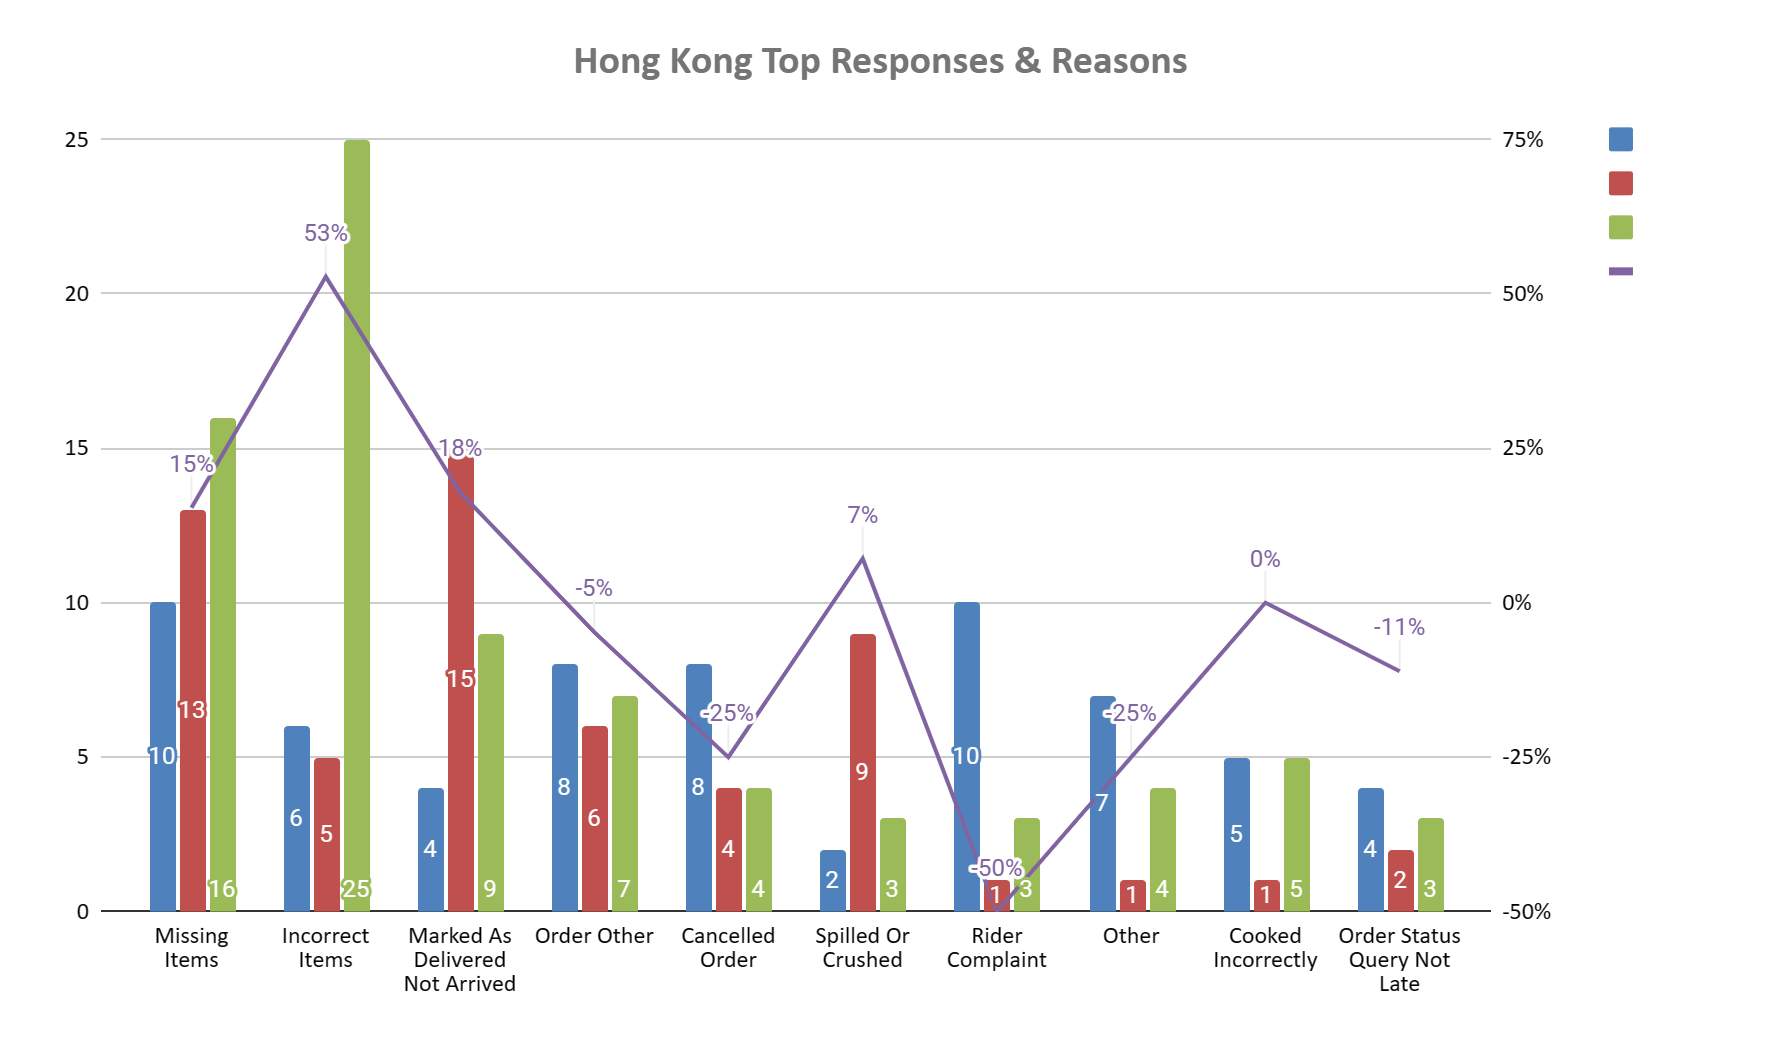 Hong Kong Top Responses & Reasons
25
20
15
10
5
0
75%
50%
25%
0%
-25%
-50%
15%
53%
18%
-5%
-25%
7%
-50%
-25%
0%
-11%
10
13
16
6
5
25
4
15
9
8
6
7
8
4
4
2
9
3
10
1
3
7
1
4
5
1
5
4
2
3
Missing
Items
Incorrect
Items
Marked As
Delivered
Not Arrived
Order Other
Cancelled
Order
Spilled Or
Crushed
Rider
Complaint
Other
Cooked
Incorrectly
Order Status
Query Not
Late